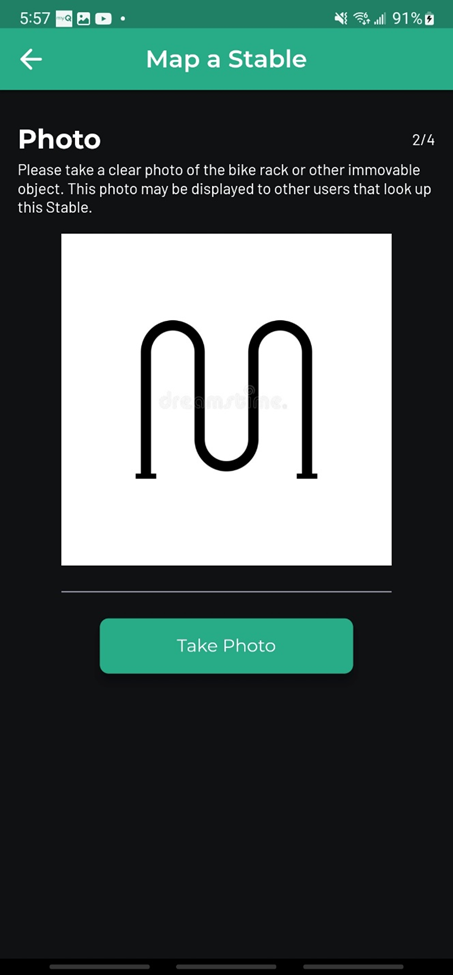 5:57 myQ 91%
Map a Stable
Photo 2/4
Please take a clear photo of the bike rack or other immovable
object. This photo may be displayed to other users that look up
this Stable.
dreamstime.
Take Photo